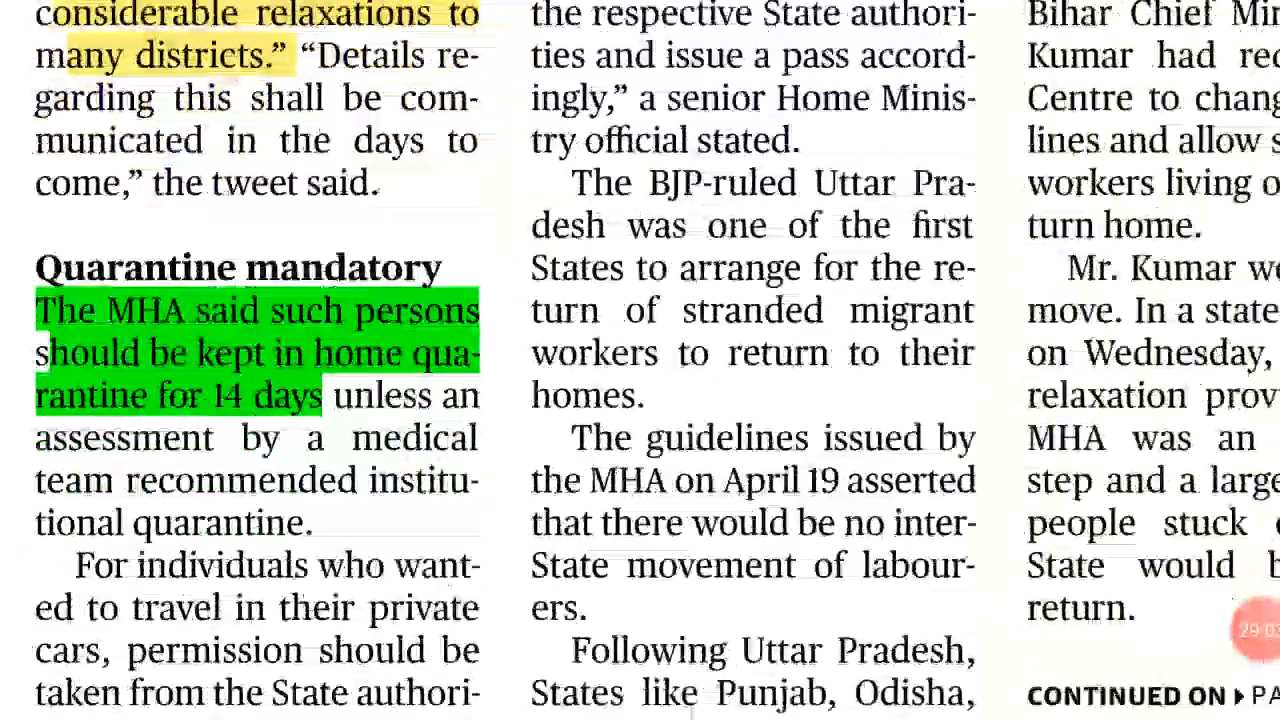 considerable relaxations to
many districts.” “Details re-
garding this shall be com-
municated in the days to
come,” the tweet said.
Quarantine mandatory
The MHA said such persons
should be kept in home qua-
rantine for 14 days unless an
assessment by a medical
team recommended institu-
tional quarantine.
For individuals who want-
ed to travel in their private
cars, permission should be
taken from the State authori-
the respective State authori-
ties and issue a pass accord-
ingly,” a senior Home Minis-
try official stated.
The BJP-ruled Uttar Pra-
desh was one of the first
States to arrange for the re-
turn of stranded migrant
workers to return to their
homes.
The guidelines issued by
the MHA on April 19 asserted
that there would be no inter-
State movement of labour-
ers.
Following Uttar Pradesh,
States like Punjab, Odisha,
Bihar Chief
Kumar had
Centre to
lines and allow
workers living
turn home.
Mr. Kumar
move. In a
on Wednesday,
relaxation
MHA was an
step and a
people stuck
State would
return.
CONTINUED ON